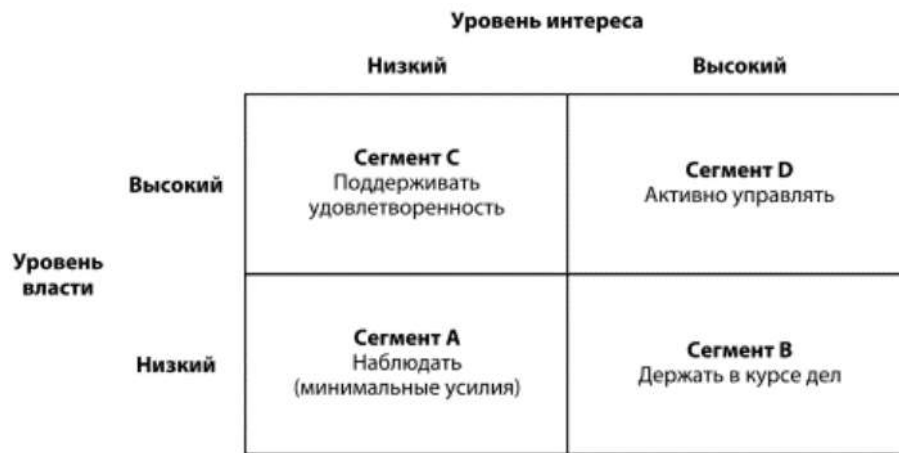 Уровень интереса
Низкий
Высокий
Высокий
Сегмент C
Поддерживать
удовлетворенность
Сегмент D
Активно управлять
Уровень
власти
Низкий
Сегмент A
Наблюдать
(минимальные усилия)
Сегмент B
Держать в курсе дел